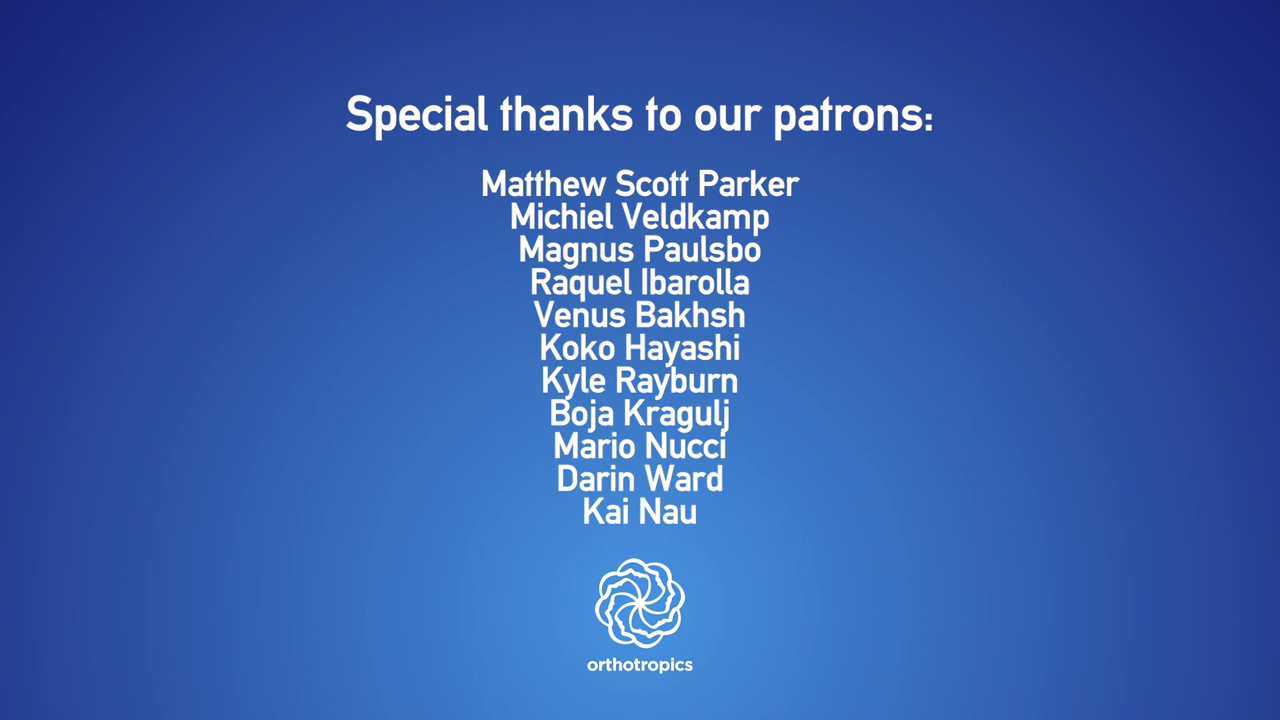 Special thanks to our patrons:
Matthew Scott Parker
Michiel Veldkamp
Magnus Paulsbo
Raquel Ibarolla
Venus Bakhsh
Koko Hayashi
Kyle Rayburn
Boja Kragulj
Mario Nucci
Darin Ward
Kai Nau
orthotropics